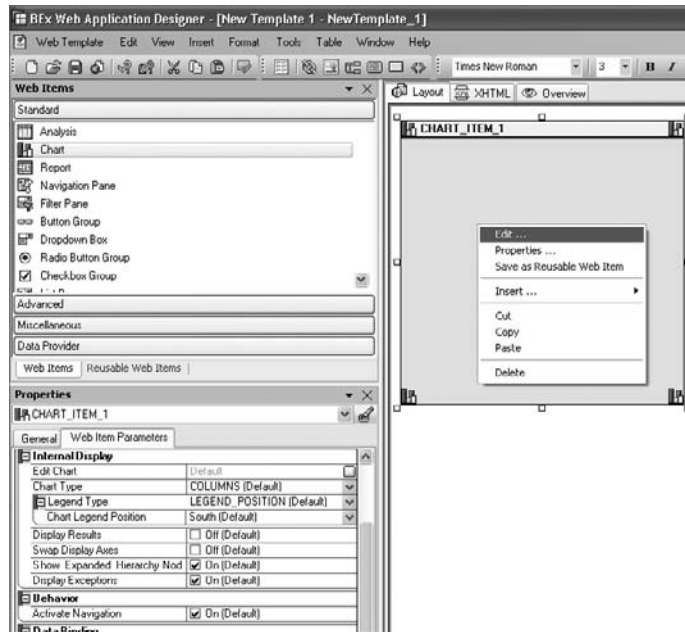 BEx Web Application Designer - [New Template 1 - NewTemplate_1]
Web Template Edit View Insert Format Tools Table Window Help
Times New Roman 3 B I
Web Items
Standard
Analysis
Chart
Report
Navigation Pane
Filter Pane
Button Group
Dropdown Box
Radio Button Group
Checkbox Group
Advanced
Miscellaneous
Data Provider
Web Items Reusable Web Items
Layout XHTML Overview
CHART_ITEM_1
Edit ...
Properties ...
Save as Reusable Web Item
Insert ...
Cut
Copy
Paste
Delete
Properties
CHART_ITEM_1
General Web Item Parameters
Internal Display
Edit Chart Default
Chart Type COLUMNS (Default)
Legend Type LEGEND_POSITION (Default)
Chart Legend Position South (Default)
Display Results Off (Default)
Swap Display Axes Off (Default)
Show Expanded Hierarchy Nod On (Default)
Display Exceptions On (Default)
Behavior
Activate Navigation On (Default)
Data Binding